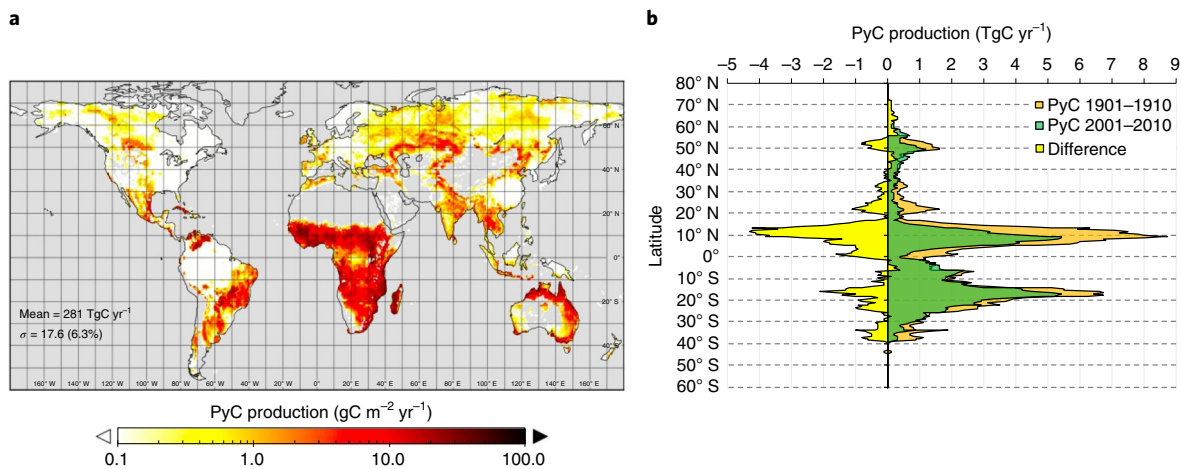 a
60° N
40° N
20° N
0°
20° S
40° S
Mean = 281 TgC yr⁻¹
σ = 17.6 (6.3%)
160° W 140° W 120° W 100° W 80° W 60° W 40° W 20° W 0° 20° E 40° E 60° E 80° E 100° E 120° E 140° E 160° E
PyC production (gC m⁻² yr⁻¹)
0.1 1.0 10.0 100.0
b
PyC production (TgC yr⁻¹)
–5 –4 –3 –2 –1 0 1 2 3 4 5 6 7 8 9
80° N
70° N
60° N
50° N
40° N
30° N
20° N
10° N
0°
10° S
20° S
30° S
40° S
50° S
60° S
Latitude
PyC 1901–1910
PyC 2001–2010
Difference